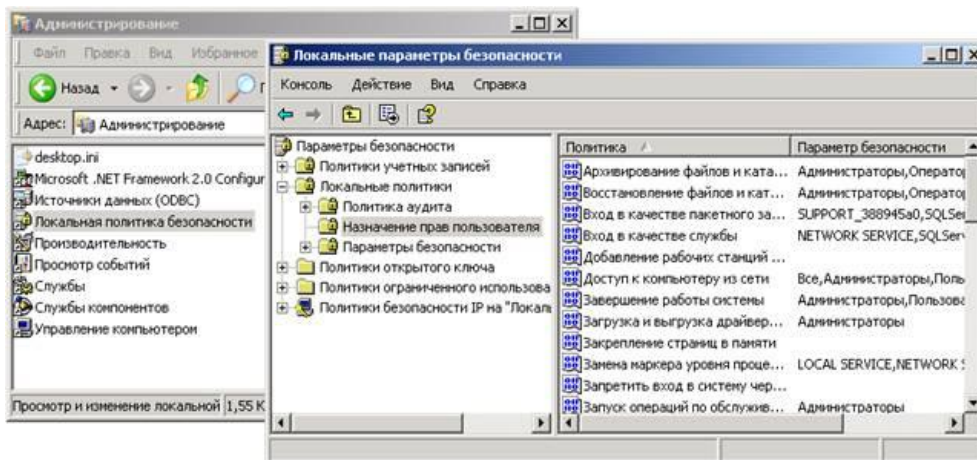 Администрирование
Файл Правка Вид Избранное
Назад
Адрес: Администрирование
desktop.ini
Microsoft .NET Framework 2.0 Configur
Источники данных (ODBC)
Локальная политика безопасности
Производительность
Просмотр событий
Службы
Службы компонентов
Управление компьютером
Просмотр и изменение локальной 1,55 К
Локальные параметры безопасности
Консоль Действие Вид Справка
Параметры безопасности
Политики учетных записей
Локальные политики
Политика аудита
Назначение прав пользователя
Параметры безопасности
Политики открытого ключа
Политики ограниченного использова
Политики безопасности IP на "Локаль
Политика Параметр безопасности
Архивирование файлов и ката... Администраторы,Оператор
Восстановление файлов и кат... Администраторы,Оператор
Вход в качестве пакетного за... SUPPORT_388945a0,SQLSer
Вход в качестве службы NETWORK SERVICE,SQLServ
Добавление рабочих станций ...
Доступ к компьютеру из сети Все,Администраторы,Поль
Завершение работы системы Администраторы,Пользова
Загрузка и выгрузка драйвер... Администраторы
Закрепление страниц в памяти
Замена маркера уровня проце... LOCAL SERVICE,NETWORK S
Запретить вход в систему чер...
Запуск операций по обслужив... Администраторы